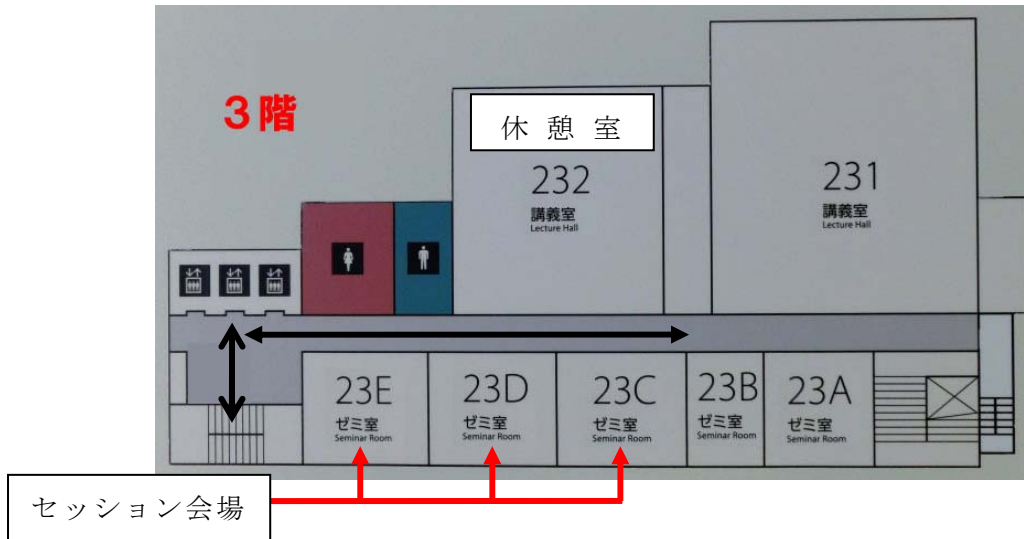 3階
休憩室
232
講義室
Lecture Hall
231
講義室
Lecture Hall
23E
ゼミ室
Seminar Room
23D
ゼミ室
Seminar Room
23C
ゼミ室
Seminar Room
23B
ゼミ室
Seminar Room
23A
ゼミ室
Seminar Room
セッション会場